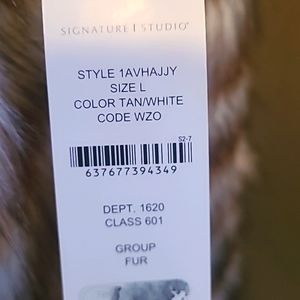 SIGNATURE | STUDIO®
STYLE 1AVHAJJY
SIZE L
COLOR TAN/WHITE
CODE WZO
S2-7
637677394349
DEPT. 1620
CLASS 601
GROUP
FUR